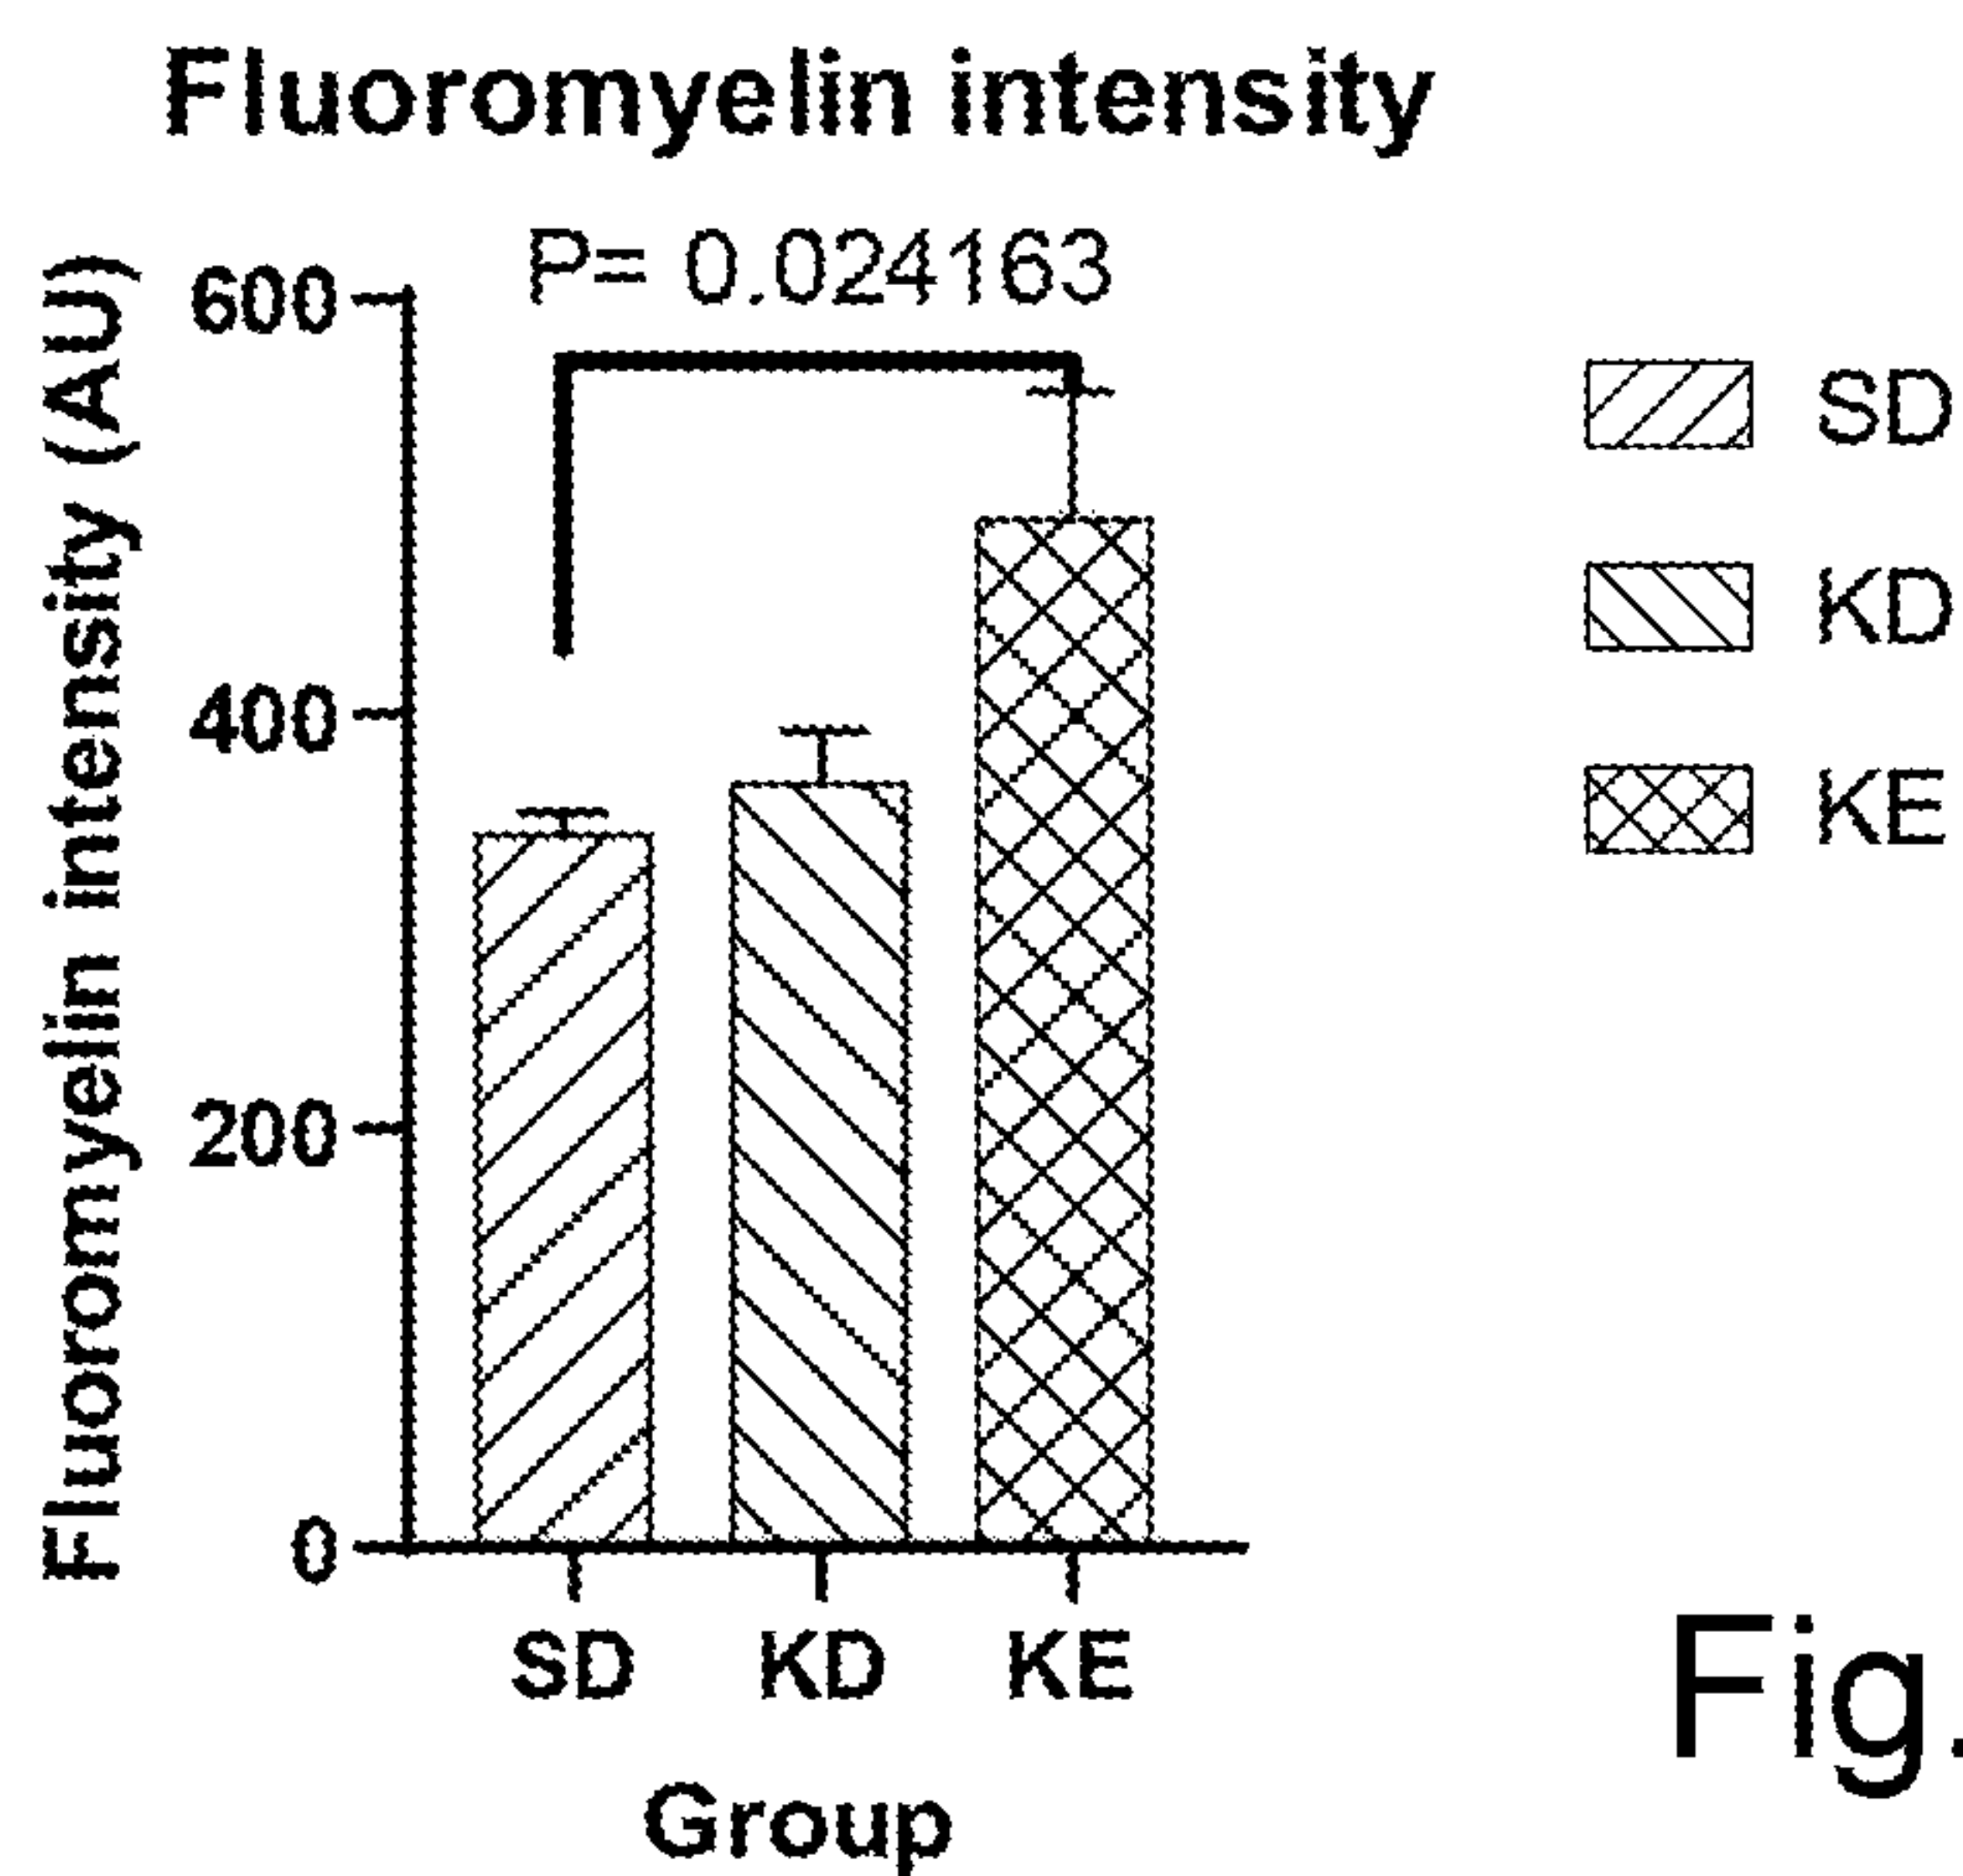 Fluoromyelin intensity
P= 0.024163
Fluoromyelin intensity (AU)
600
400
200
0
SD
KD
KE
SD KD KE
Group
Fig.